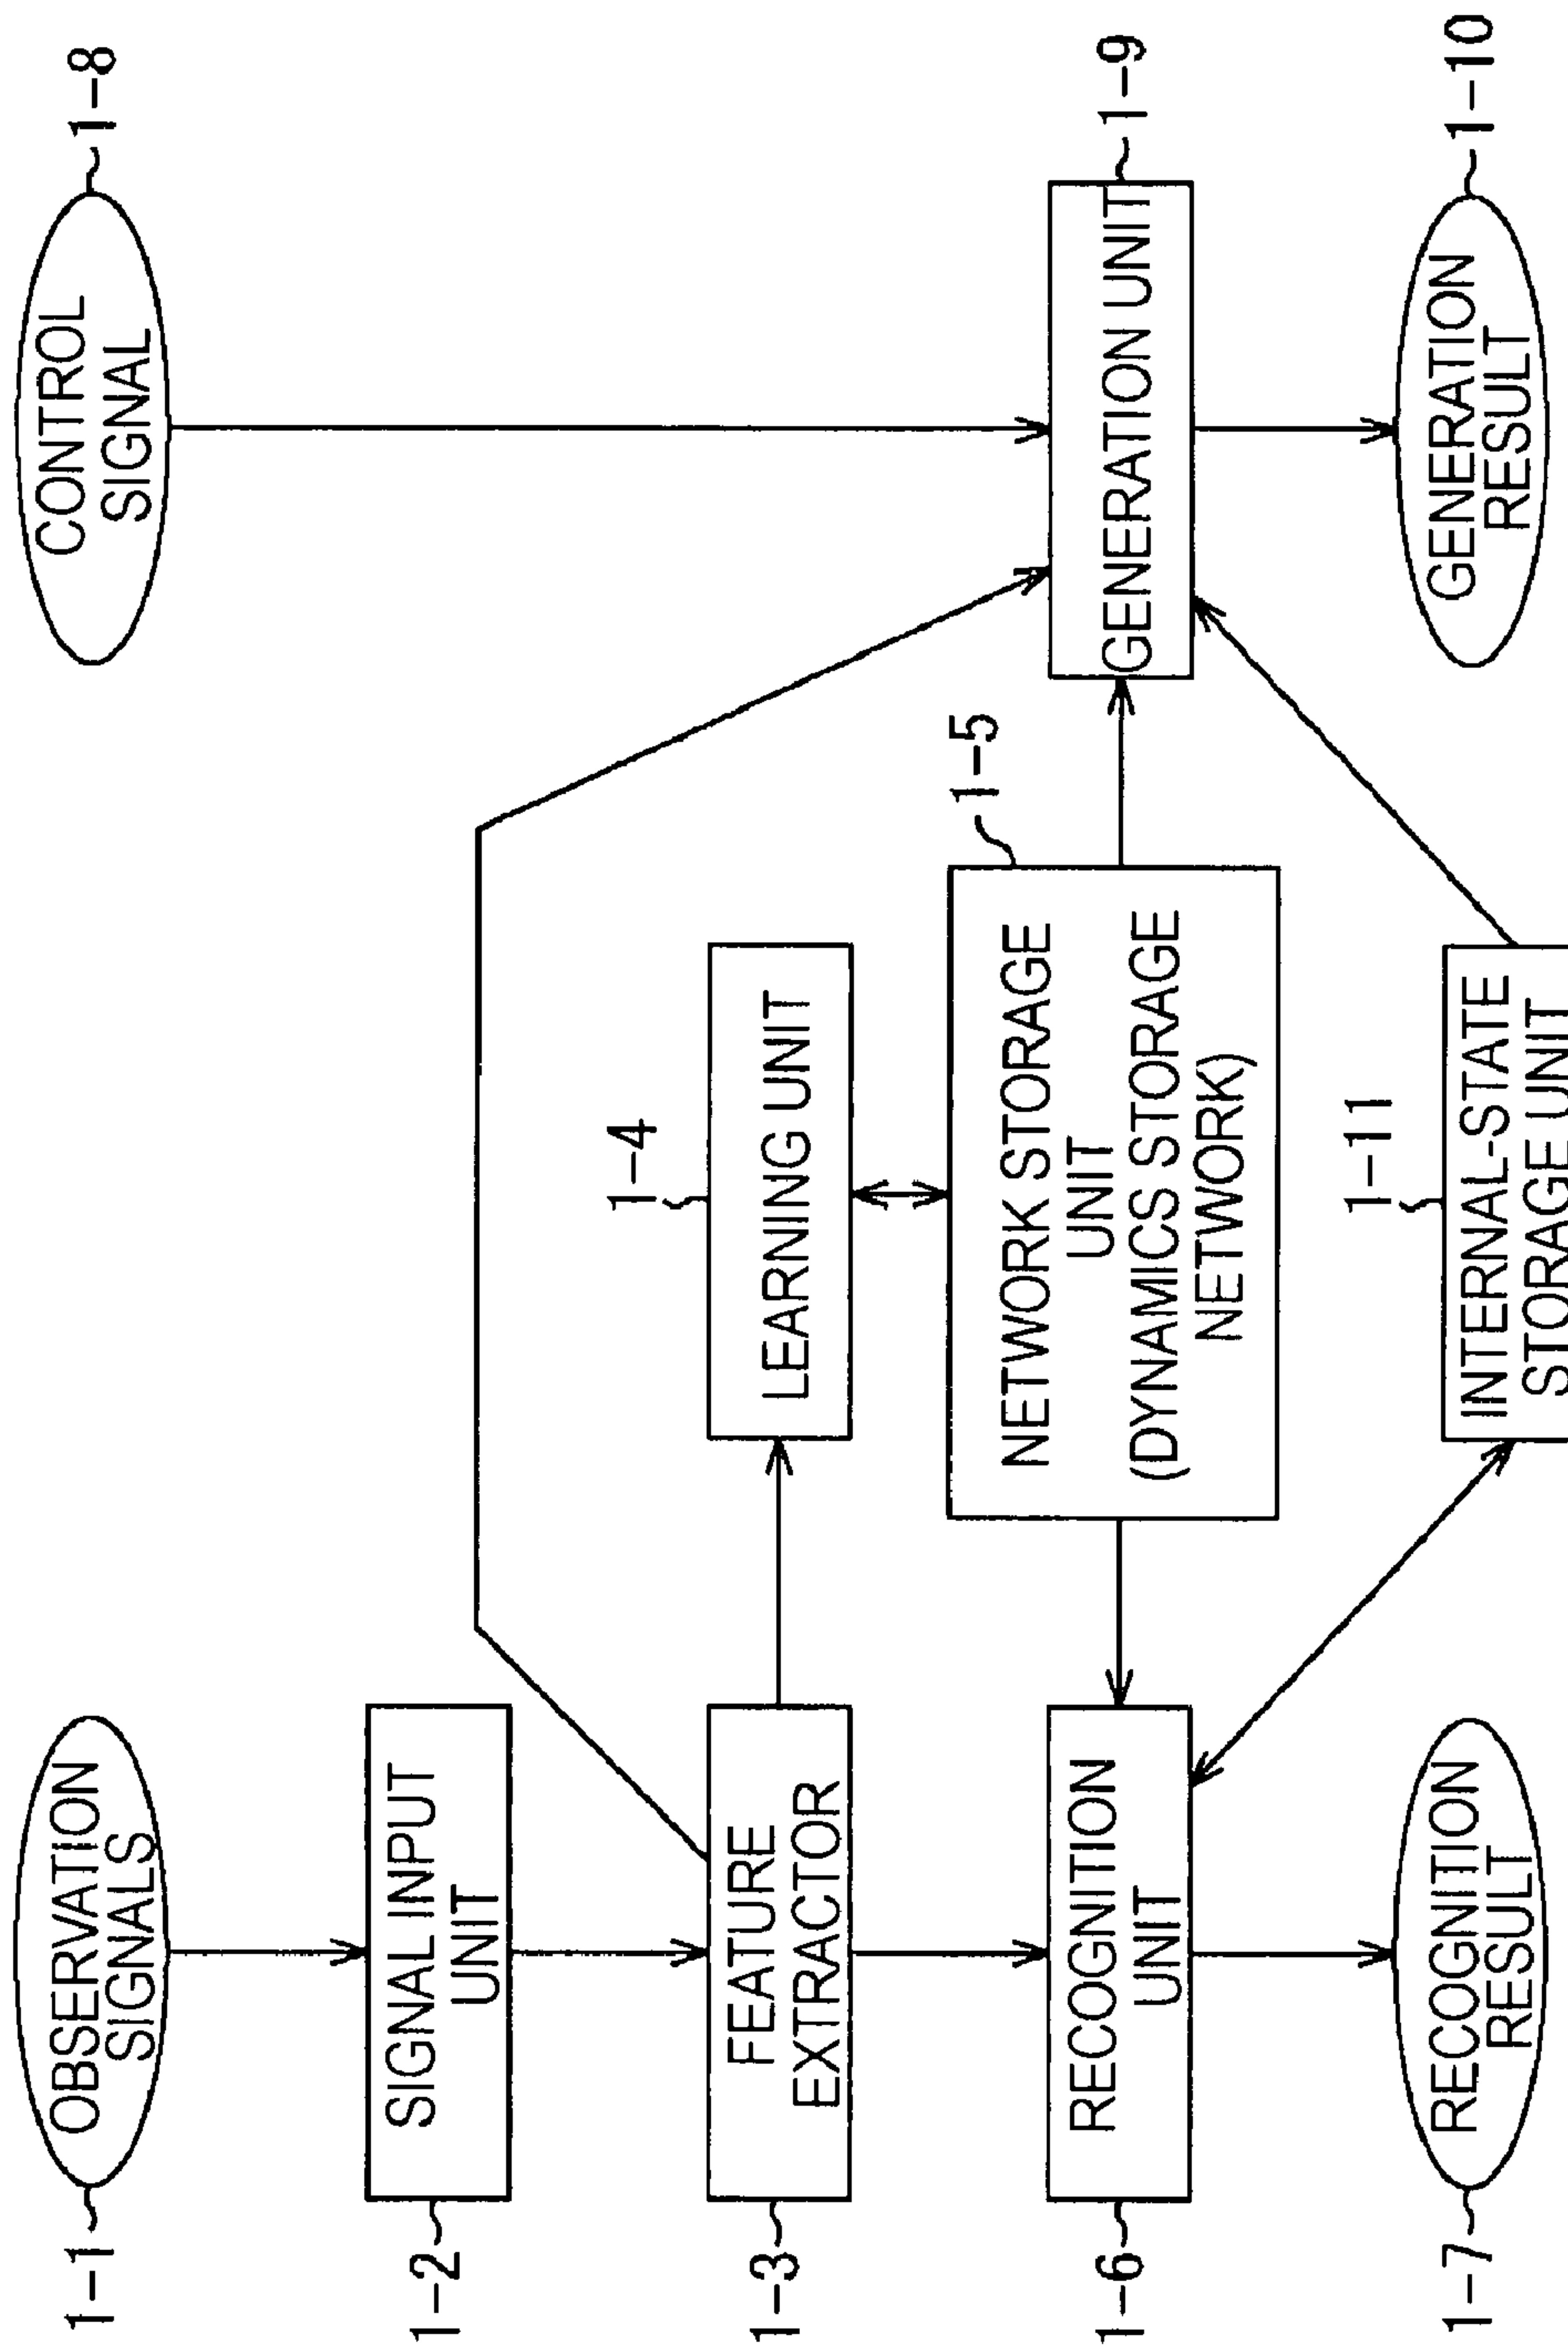 1-1
OBSERVATION
SIGNALS
CONTROL
SIGNAL
1-8
1-2
SIGNAL INPUT
UNIT
1-3
FEATURE
EXTRACTOR
1-4
LEARNING UNIT
1-5
NETWORK STORAGE
UNIT
(DYNAMICS STORAGE
NETWORK)
1-6
RECOGNITION
UNIT
GENERATION UNIT
1-9
1-7
RECOGNITION
RESULT
1-11
INTERNAL-STATE
STORAGE UNIT
GENERATION
RESULT
1-10